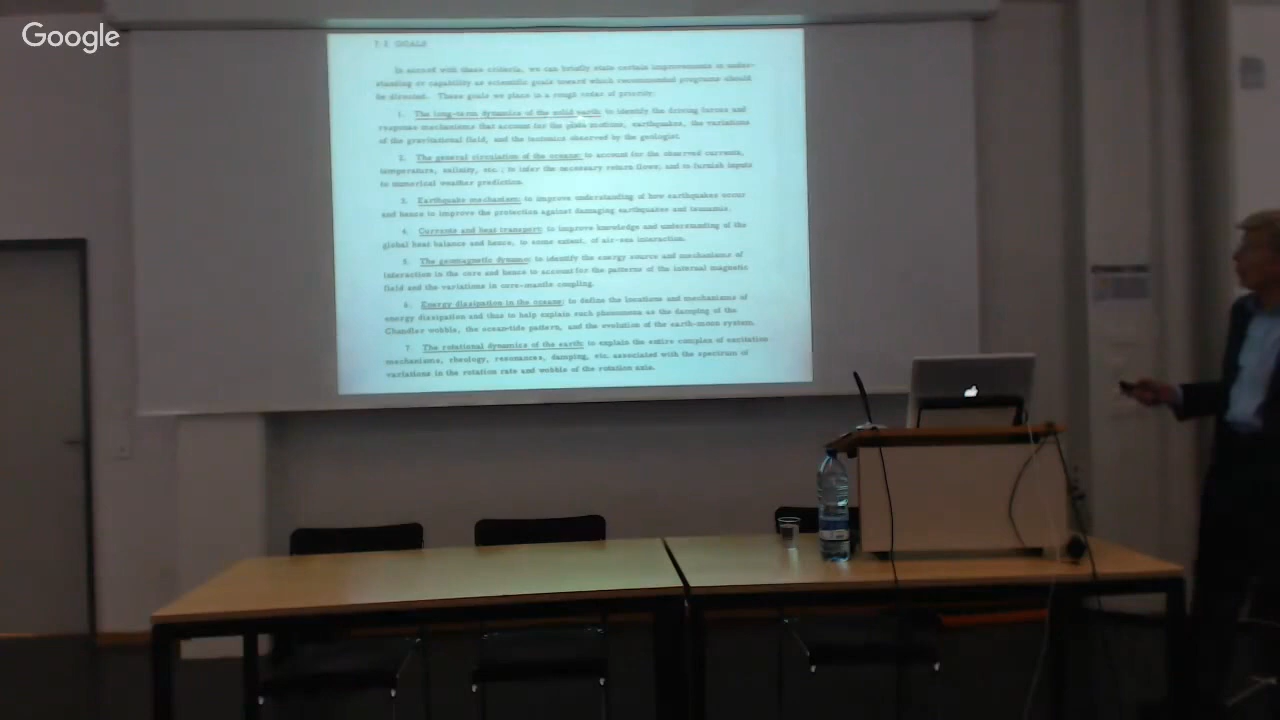 Google
7.2 GOALS
In accord with these criteria, we can briefly state certain improvements in under-
standing or capability as scientific goals toward which recommended programs should
be directed. These goals we place in a rough order of priority:
1. The long-term dynamics of the solid earth: to identify the driving forces and
response mechanisms that account for the plate motions, earthquakes, the variations
of the gravitational field, and the tectonics observed by the geologist.
2. The general circulation of the oceans: to account for the observed currents,
temperature, salinity, etc.; to infer the necessary return flows; and to furnish inputs
to numerical weather prediction.
3. Earthquake mechanism: to improve understanding of how earthquakes occur
and hence to improve the protection against damaging earthquakes and tsunamis.
4. Currents and heat transport: to improve knowledge and understanding of the
global heat balance and hence, to some extent, of air-sea interaction.
5. The geomagnetic dynamo: to identify the energy source and mechanisms of
interaction in the core and hence to account for the patterns of the internal magnetic
field and the variations in core-mantle coupling.
6. Energy dissipation in the oceans: to define the locations and mechanisms of
energy dissipation and thus to help explain such phenomena as the damping of the
Chandler wobble, the ocean-tide pattern, and the evolution of the earth-moon system.
7. The rotational dynamics of the earth: to explain the entire complex of excitation
mechanisms, rheology, resonances, damping, etc. associated with the spectrum of
variations in the rotation rate and wobble of the rotation axis.